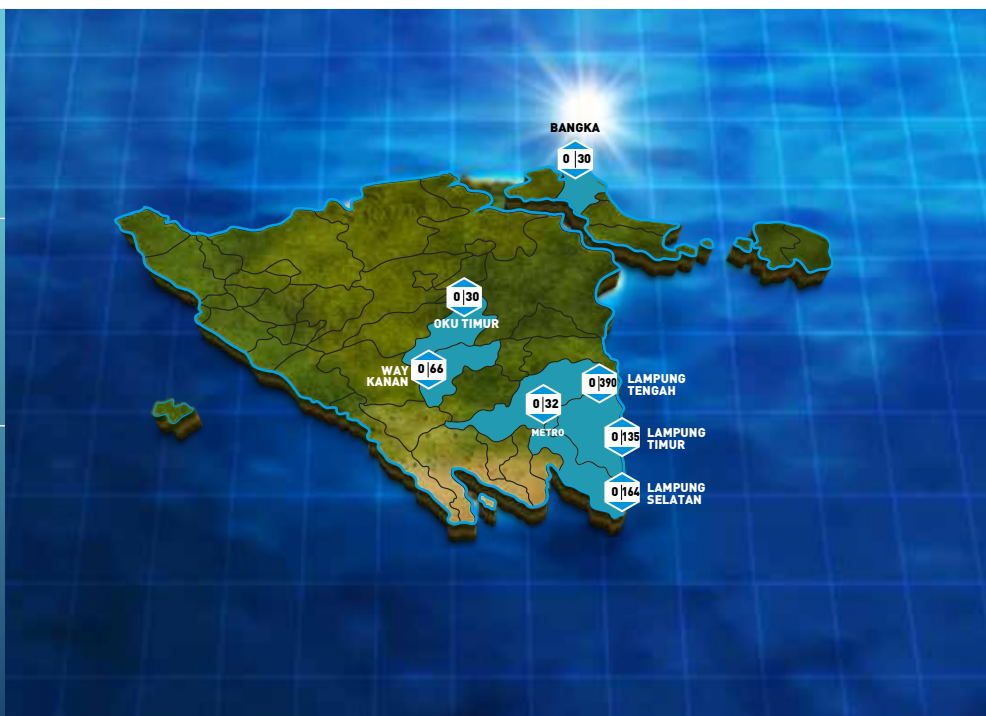 BANGKA
0|30
0|30
OKU TIMUR
WAY
KANAN
0|66
0|390
LAMPUNG
TENGAH
0|32
METRO
0|135
LAMPUNG
TIMUR
0|164
LAMPUNG
SELATAN